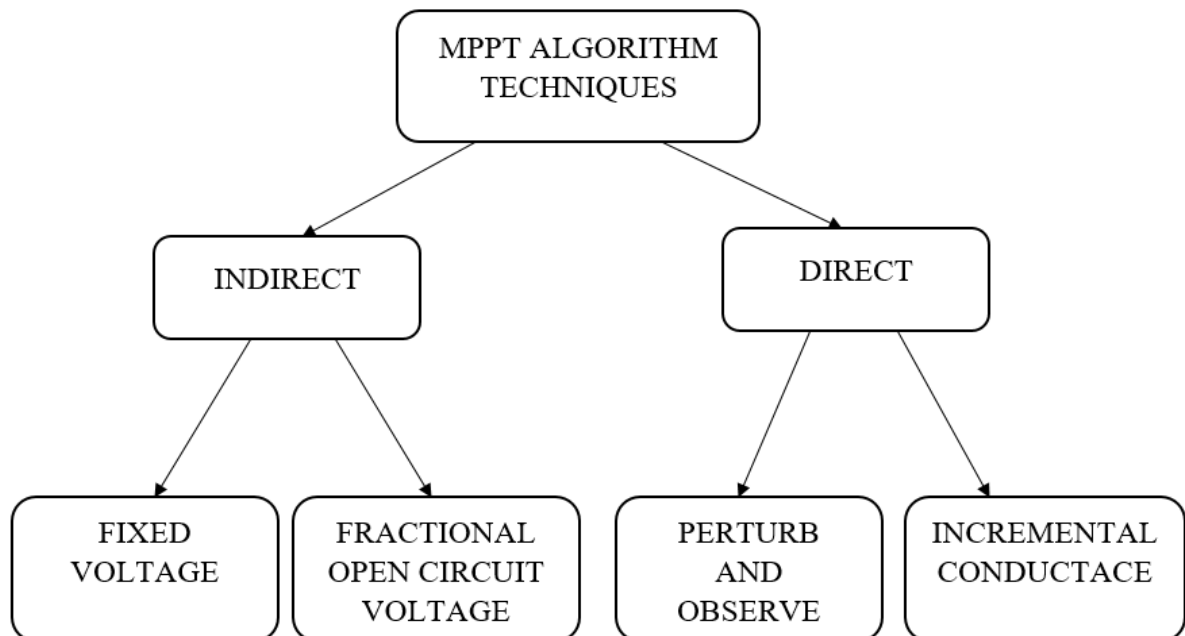 MPPT ALGORITHM
TECHNIQUES
INDIRECT
DIRECT
FIXED
VOLTAGE
FRACTIONAL
OPEN CIRCUIT
VOLTAGE
PERTURB
AND
OBSERVE
INCREMENTAL
CONDUCTACE